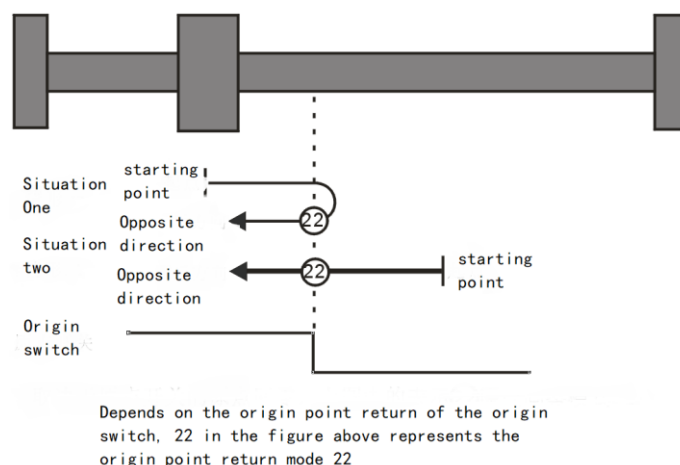 starting
point
Situation
One
22
Opposite
direction
Situation
two
22
Opposite
direction
starting
point
Origin
switch
Depends on the origin point return of the origin
switch, 22 in the figure above represents the
origin point return mode 22